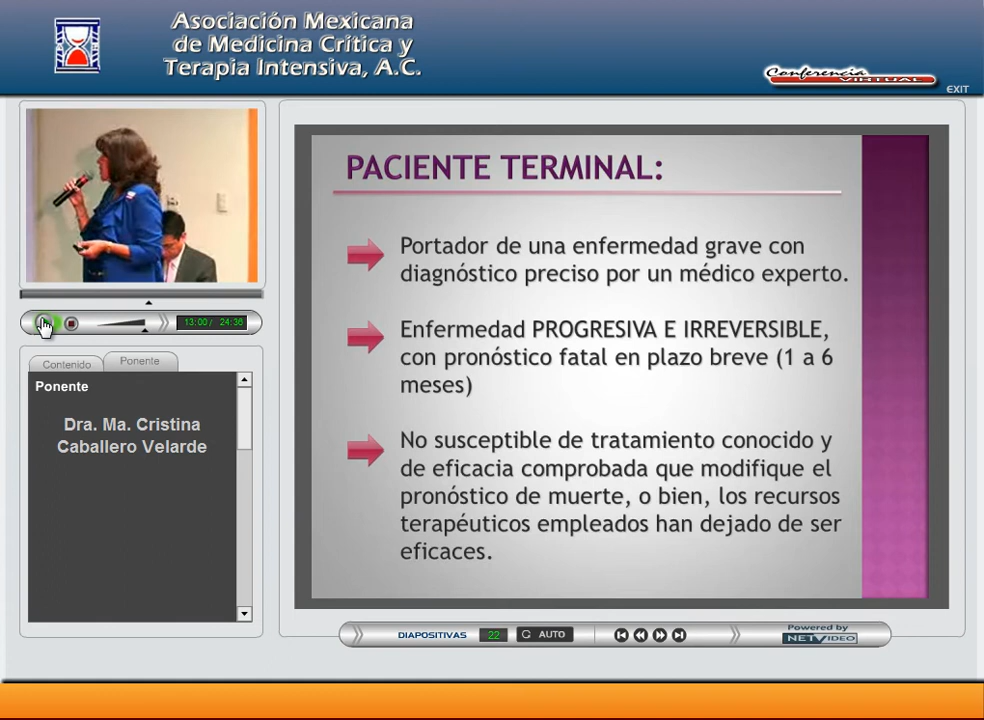 Asociación Mexicana
de Medicina Crítica y
Terapia Intensiva, A.C.
Conferencia
VIRTUAL
EXIT
PACIENTE TERMINAL:
Portador de una enfermedad grave con
diagnóstico preciso por un médico experto.
Enfermedad PROGRESIVA E IRREVERSIBLE,
con pronóstico fatal en plazo breve (1 a 6
meses)
No susceptible de tratamiento conocido y
de eficacia comprobada que modifique el
pronóstico de muerte, o bien, los recursos
terapéuticos empleados han dejado de ser
eficaces.
13:00 / 24:36
Contenido
Ponente
Ponente
Dra. Ma. Cristina
Caballero Velarde
DIAPOSITIVAS 22 AUTO
Powered by
NETVIDEO